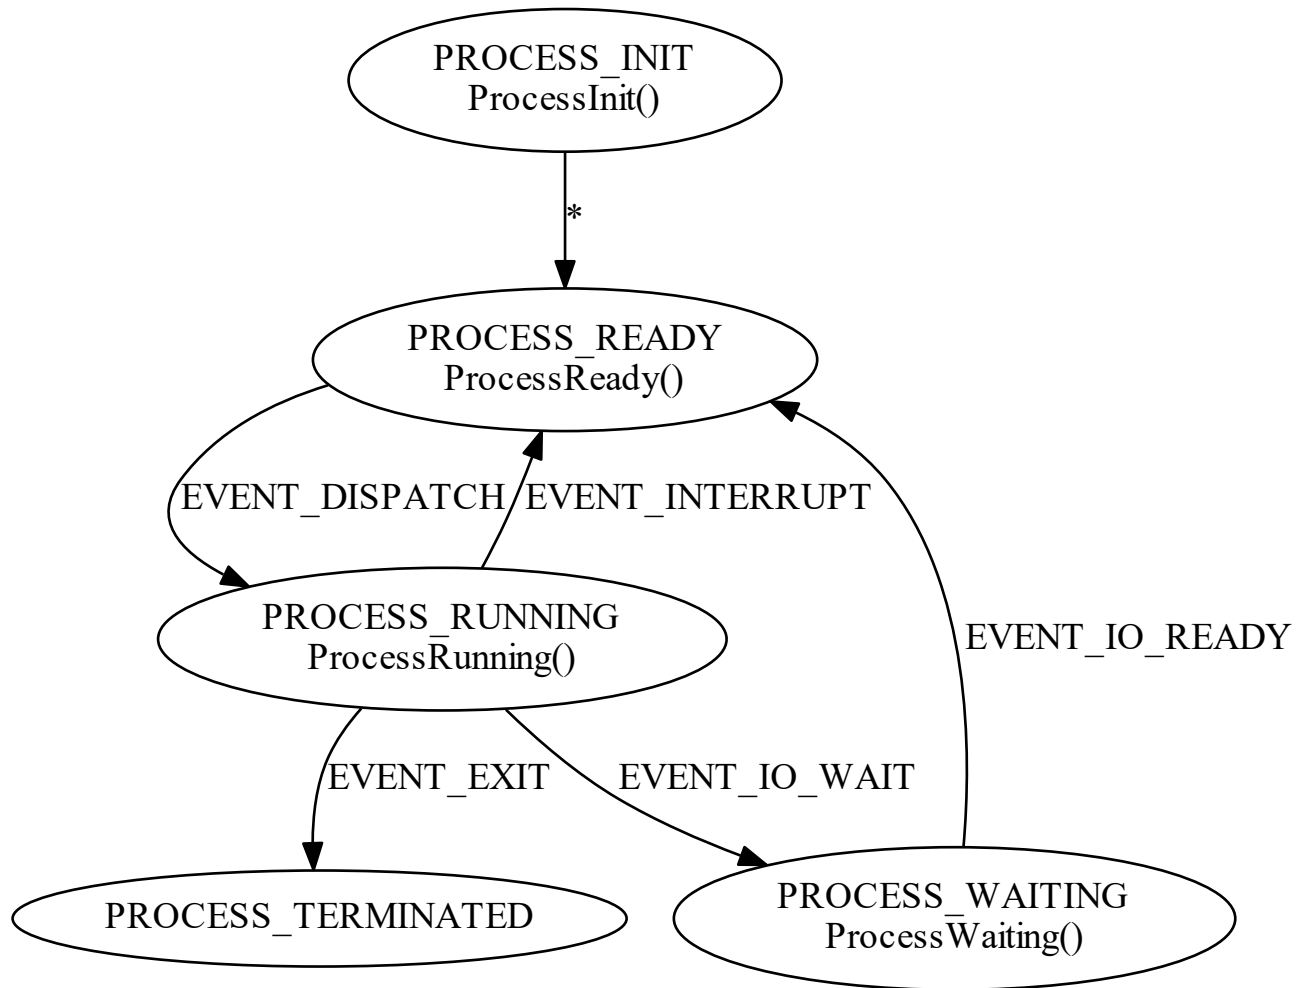 PROCESS_INIT
ProcessInit()
*
PROCESS_READY
ProcessReady()
EVENT_DISPATCH
EVENT_INTERRUPT
PROCESS_RUNNING
ProcessRunning()
EVENT_IO_READY
EVENT_EXIT
EVENT_IO_WAIT
PROCESS_TERMINATED
PROCESS_WAITING
ProcessWaiting()